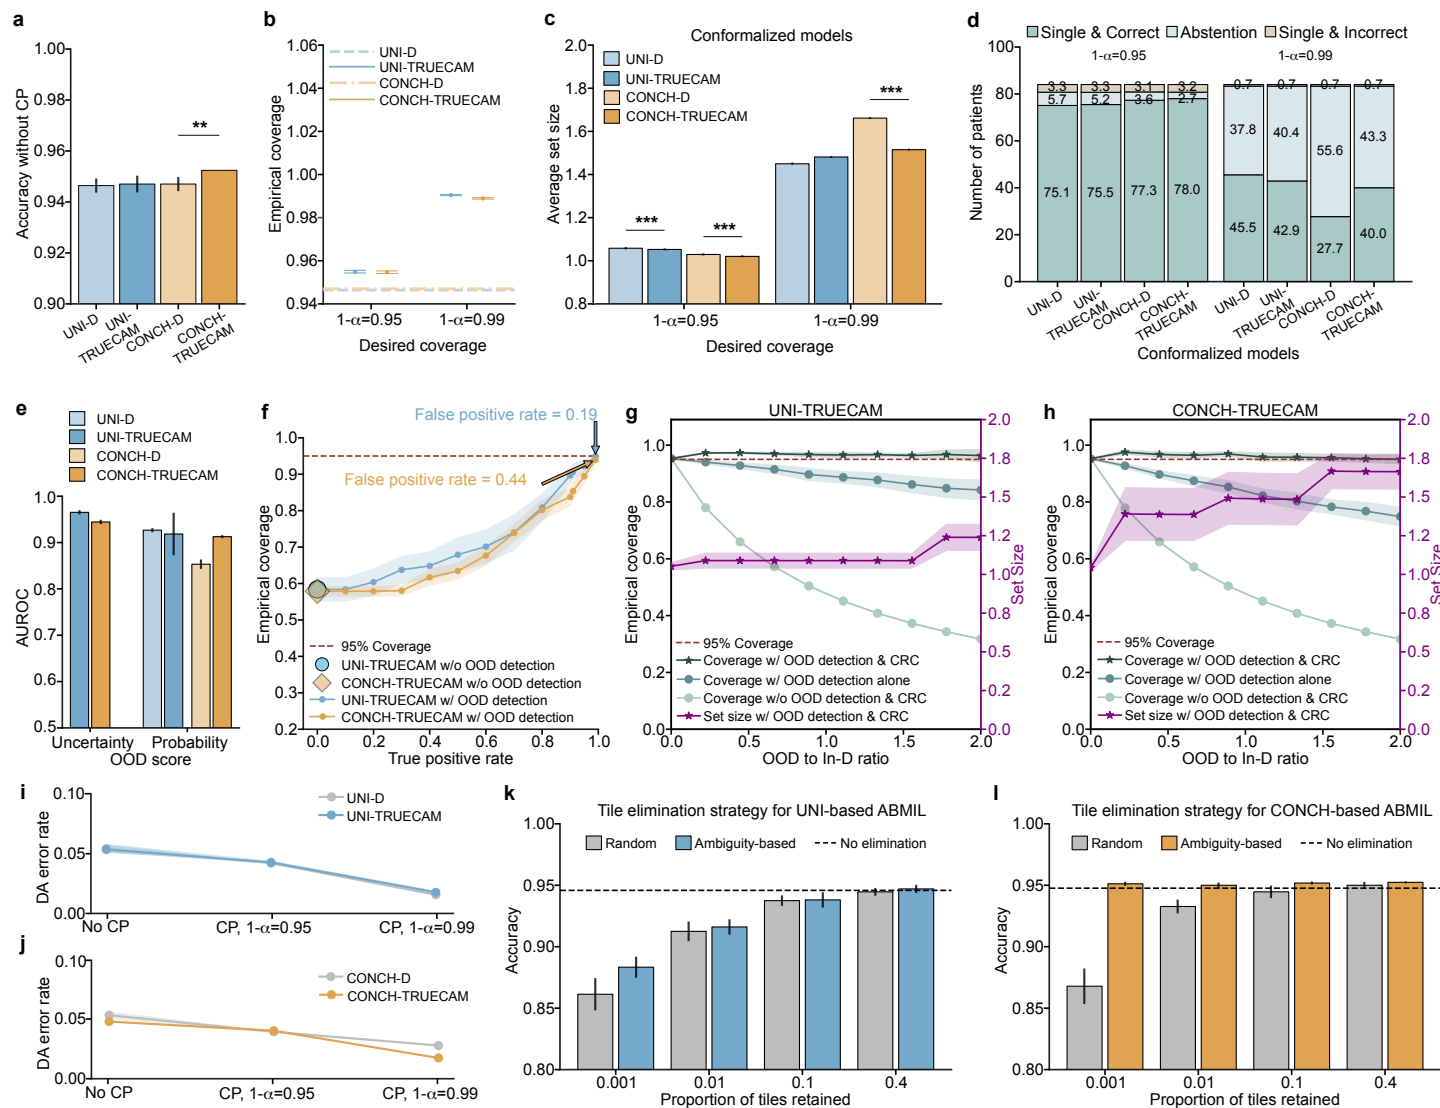 a
1.00
0.98
0.96
0.94
0.92
0.90
Accuracy without CP
**
UNI-D
UNI-TRUECAM
CONCH-D
CONCH-TRUECAM
b
1.06
1.04
1.02
1.00
0.98
0.96
0.94
Empirical coverage
UNI-D
UNI-TRUECAM
CONCH-D
CONCH-TRUECAM
1-α=0.95
1-α=0.99
Desired coverage
c
Conformalized models
2.0
1.8
1.6
1.4
1.2
1.0
0.8
Average set size
UNI-D
UNI-TRUECAM
CONCH-D
CONCH-TRUECAM
***
***
***
1-α=0.95
1-α=0.99
Desired coverage
d
Single & Correct
Abstention
Single & Incorrect
1-α=0.95
1-α=0.99
100
80
60
40
20
0
Number of patients
3.3
3.3
3.1
3.2
0.7
0.7
0.7
0.7
5.7
5.2
3.6
2.7
37.8
40.4
55.6
43.3
75.1
75.5
77.3
78.0
45.5
42.9
27.7
40.0
UNI-D
UNI-TRUECAM
CONCH-D
CONCH-TRUECAM
UNI-D
UNI-TRUECAM
CONCH-D
CONCH-TRUECAM
Conformalized models
e
UNI-D
UNI-TRUECAM
CONCH-D
CONCH-TRUECAM
1.0
0.9
0.8
0.7
0.6
0.5
AUROC
Uncertainty
Probability
OOD score
f
False positive rate = 0.19
False positive rate = 0.44
1.0
0.9
0.8
0.7
0.6
0.5
0.4
0.3
0.2
Empirical coverage
95% Coverage
UNI-TRUECAM w/o OOD detection
CONCH-TRUECAM w/o OOD detection
UNI-TRUECAM w/ OOD detection
CONCH-TRUECAM w/ OOD detection
0.0
0.2
0.4
0.6
0.8
1.0
True positive rate
g
UNI-TRUECAM
1.0
0.8
0.6
0.4
0.2
0.0
Empirical coverage
95% Coverage
Coverage w/ OOD detection & CRC
Coverage w/ OOD detection alone
Coverage w/o OOD detection & CRC
Set size w/ OOD detection & CRC
0.0
0.5
1.0
1.5
2.0
OOD to In-D ratio
2.0
1.8
1.5
1.2
1.0
0.8
0.5
0.2
0.0
Set Size
h
CONCH-TRUECAM
1.0
0.8
0.6
0.4
0.2
0.0
Empirical coverage
95% Coverage
Coverage w/ OOD detection & CRC
Coverage w/ OOD detection alone
Coverage w/o OOD detection & CRC
Set size w/ OOD detection & CRC
0.0
0.5
1.0
1.5
2.0
OOD to In-D ratio
2.0
1.8
1.5
1.2
1.0
0.8
0.5
0.2
0.0
Set Size
i
0.10
0.05
0.00
DA error rate
UNI-D
UNI-TRUECAM
No CP
CP, 1-α=0.95
CP, 1-α=0.99
j
0.10
0.05
0.00
DA error rate
CONCH-D
CONCH-TRUECAM
No CP
CP, 1-α=0.95
CP, 1-α=0.99
k
Tile elimination strategy for UNI-based ABMIL
1.00
0.95
0.90
0.85
0.80
Accuracy
Random
Ambiguity-based
No elimination
0.001
0.01
0.1
0.4
Proportion of tiles retained
l
Tile elimination strategy for CONCH-based ABMIL
1.00
0.95
0.90
0.85
0.80
Accuracy
Random
Ambiguity-based
No elimination
0.001
0.01
0.1
0.4
Proportion of tiles retained